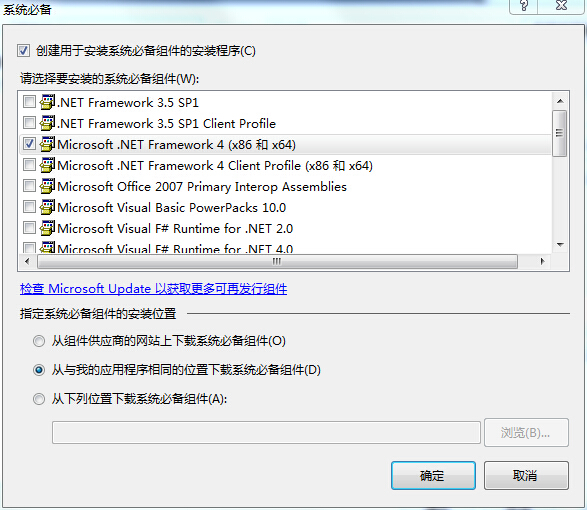 系统必备
创建用于安装系统必备组件的安装程序(C)
请选择要安装的系统必备组件(W):
.NET Framework 3.5 SP1
.NET Framework 3.5 SP1 Client Profile
Microsoft .NET Framework 4 (x86 和 x64)
Microsoft .NET Framework 4 Client Profile (x86 和 x64)
Microsoft Office 2007 Primary Interop Assemblies
Microsoft Visual Basic PowerPacks 10.0
Microsoft Visual F# Runtime for .NET 2.0
Microsoft Visual F# Runtime for .NET 4.0
检查 Microsoft Update 以获取更多可再发行组件
指定系统必备组件的安装位置
从组件供应商的网站上下载系统必备组件(O)
从与我的应用程序相同的位置下载系统必备组件(D)
从下列位置下载系统必备组件(A):
浏览(B)...
确定
取消